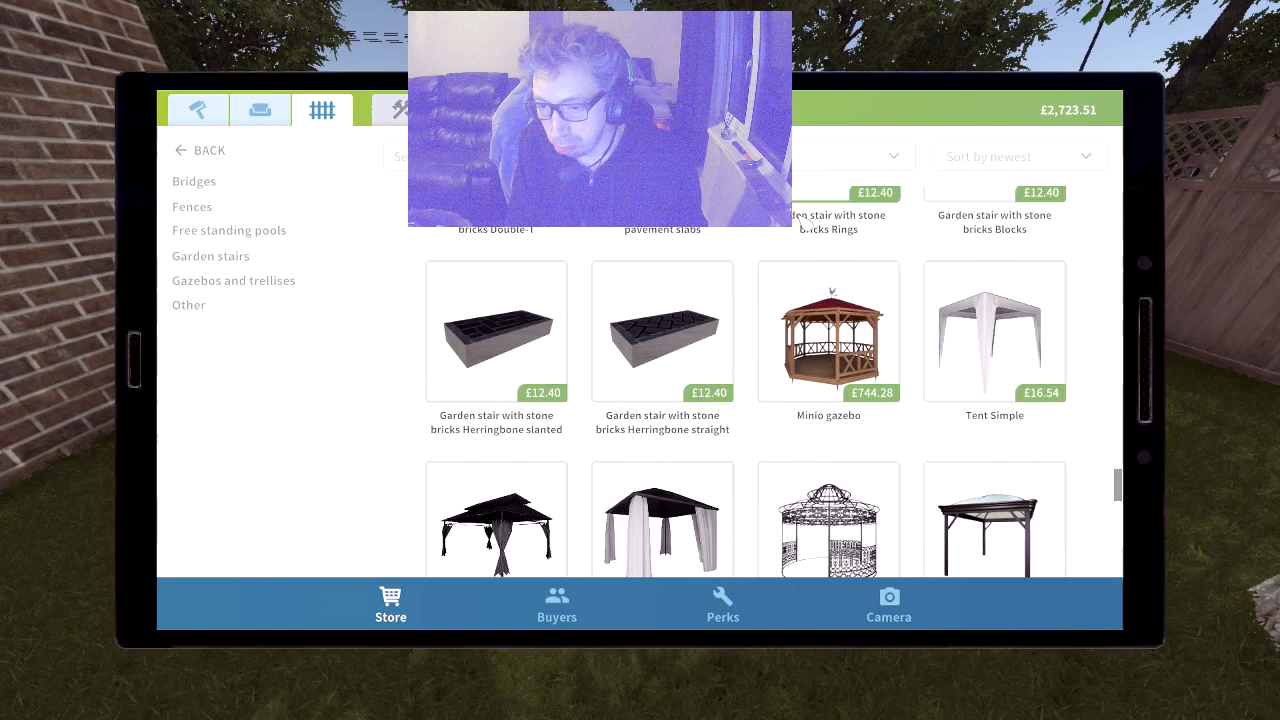 £2,723.51
BACK
Se
Sort by newest
Bridges
Fences
Free standing pools
Garden stairs
Gazebos and trellises
Other
£12.40
£12.40
bricks Double-T
pavement slabs
den stair with stone
bricks Rings
Garden stair with stone
bricks Blocks
£12.40
£12.40
£744.28
£16.54
Garden stair with stone
bricks Herringbone slanted
Garden stair with stone
bricks Herringbone straight
Minio gazebo
Tent Simple
Store
Buyers
Perks
Camera